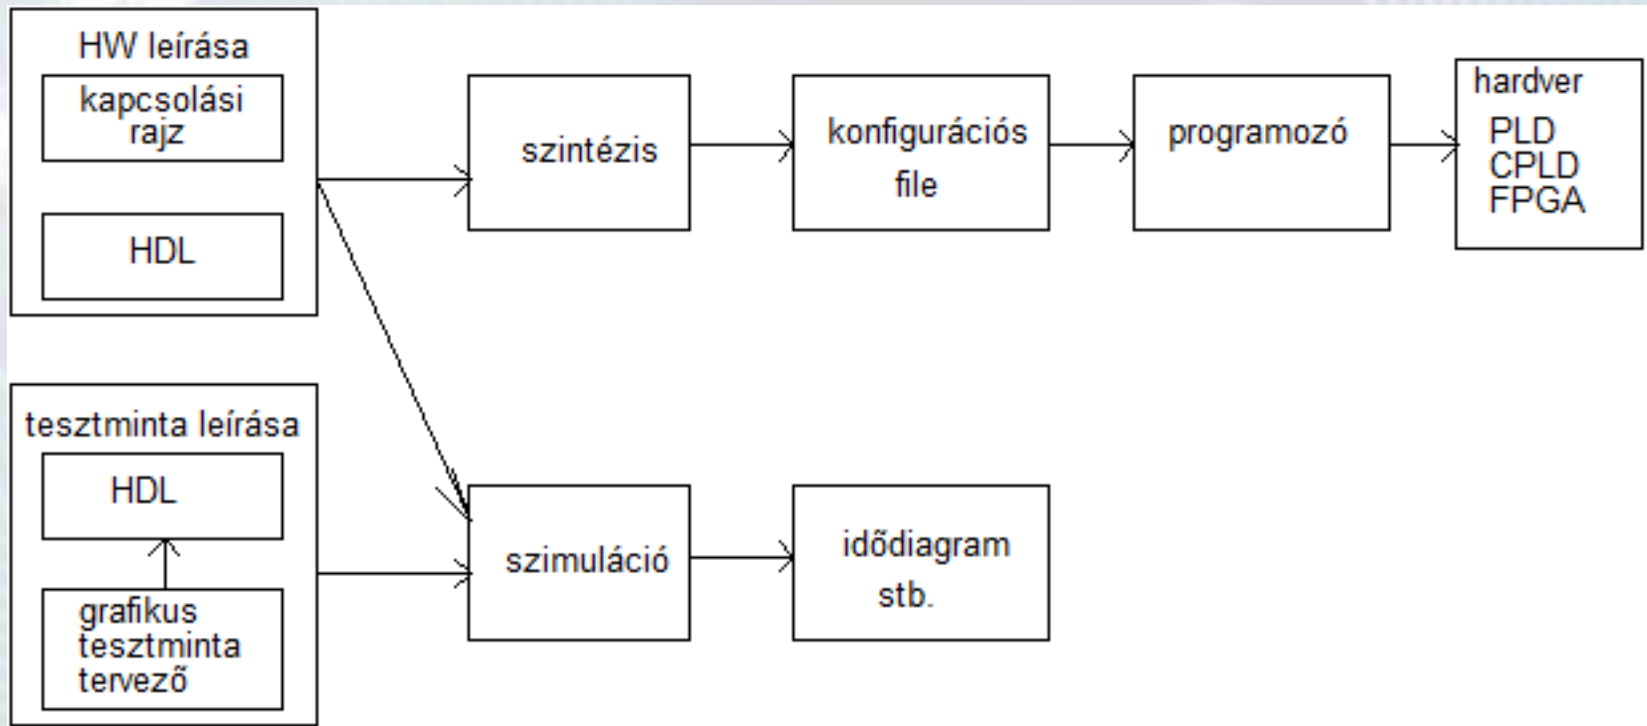 HW leírása
kapcsolási
rajz
HDL
szintézis
konfigurációs
file
programozó
hardver
PLD
CPLD
FPGA
tesztminta leírása
HDL
grafikus
tesztminta
tervező
szimuláció
idődiagram
stb.